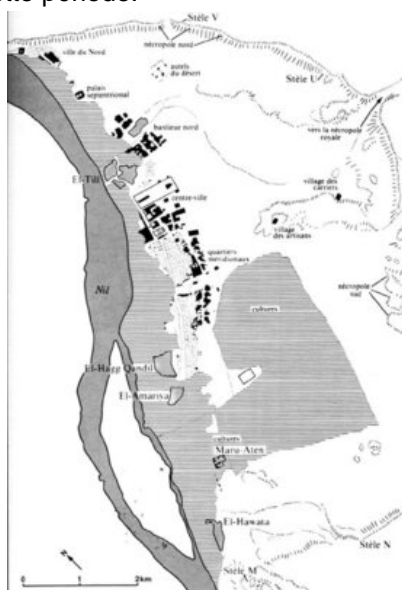 Stèle V
ville du Nord
nécropole nord
autels
du désert
Stèle U
palais
septentrional
vers la nécropole
royale
banlieue nord
El-Till
village des
carriers
centre-ville
village
des artisans
quartiers
méridionaux
Nil
nécropole
sud
cultures
El-Hagg Qandil
El-Amarna
cultures
Maru-Aten
El-Hawata
N
Stèle N
Stèle M
A
0 1 2km